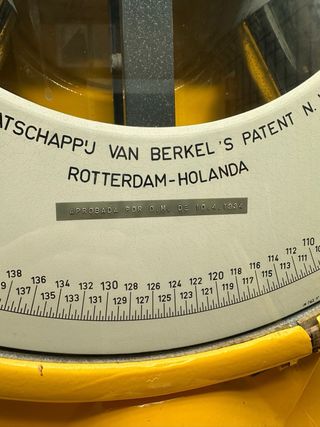 VAN BERKEL'S PATENT N.
ROTTERDAM-HOLANDA
APROBADA POR O.M. DE 10.4.1934
138 136 134 132 130 128 126 124 122 120 118 116 114 112 110
137 135 133 131 129 127 125 123 121 119 117 115 113 111